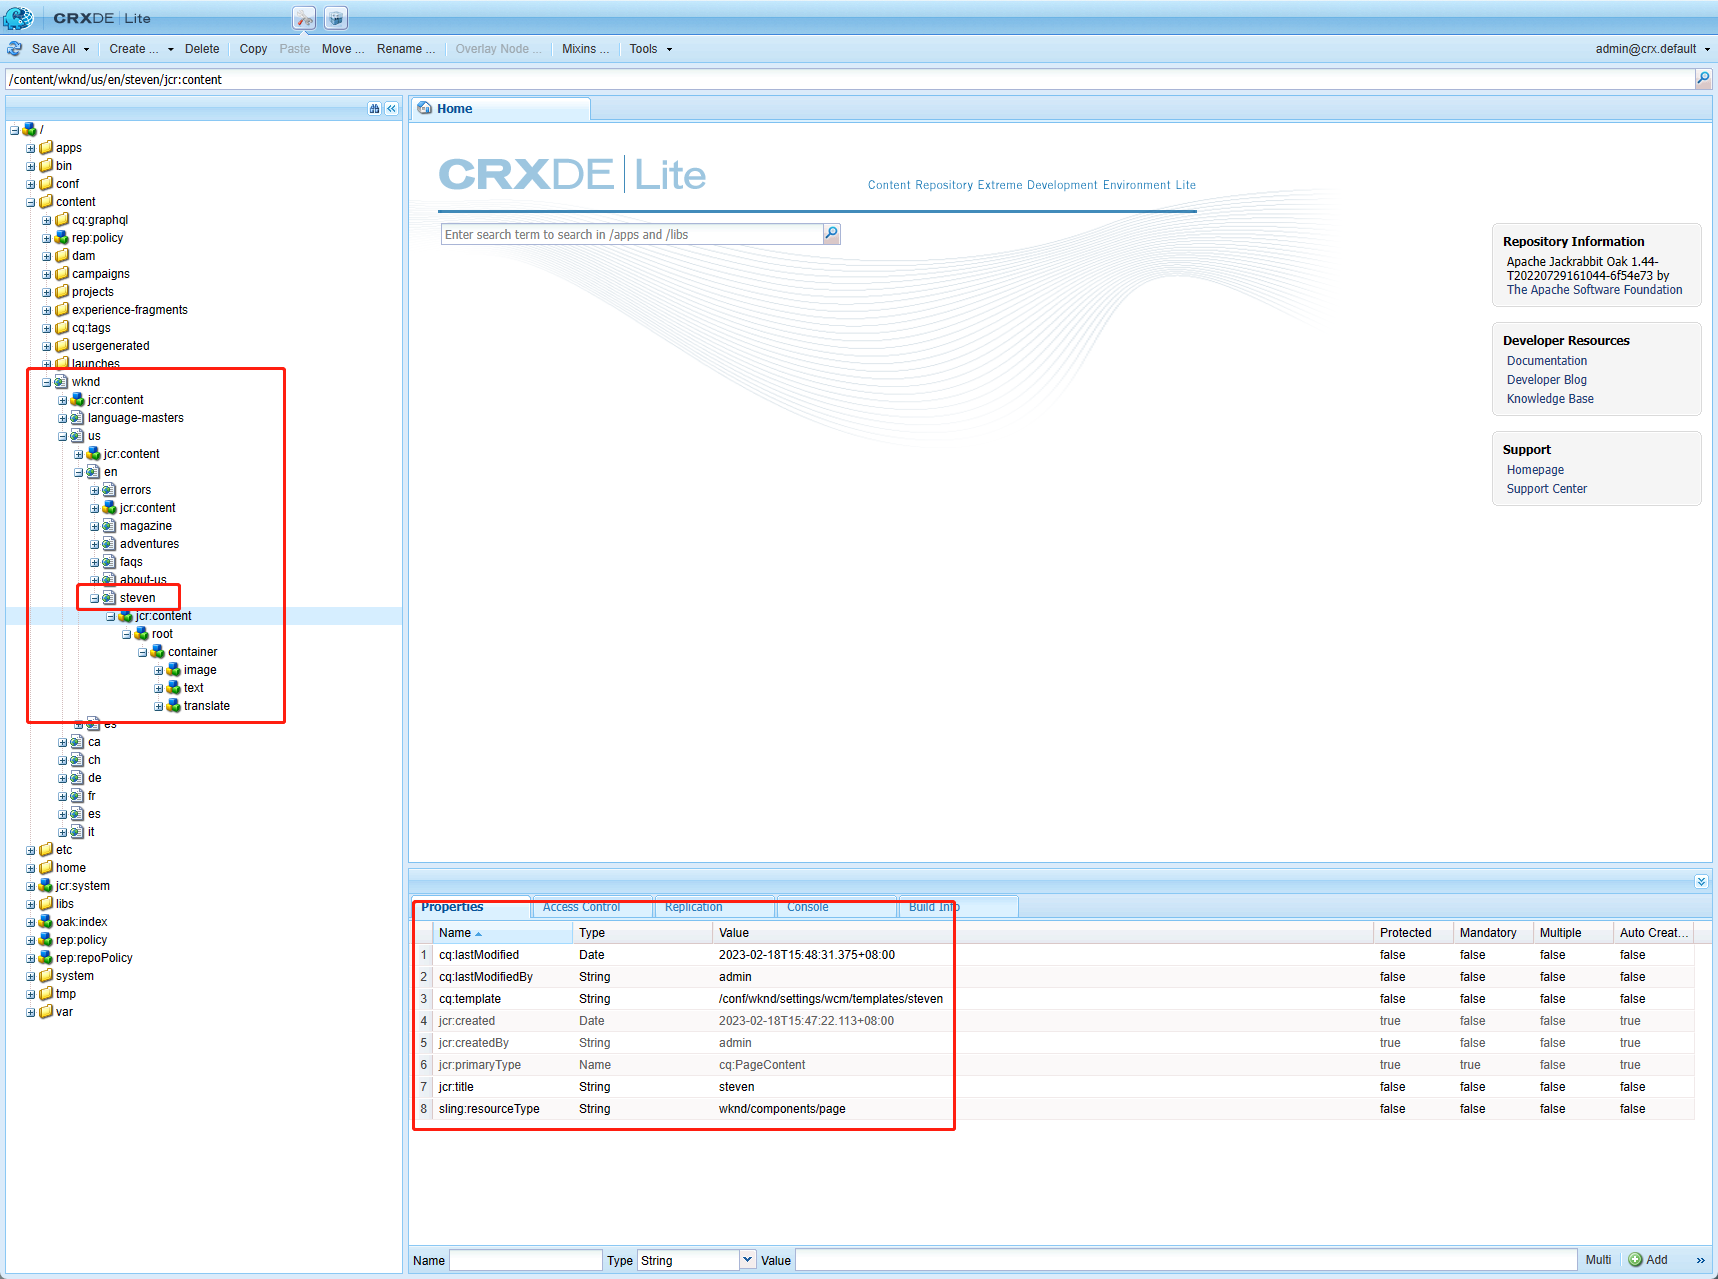 CRXDE | Lite
Save All Create ... Delete Copy Paste Move ... Rename ... Overlay Node ... Mixins ... Tools admin@crx.default
/content/wknd/us/en/steven/jcr:content
/
apps
bin
conf
content
cq:graphql
rep:policy
dam
campaigns
projects
experience-fragments
cq:tags
usergenerated
launches
wknd
jcr:content
language-masters
us
jcr:content
en
errors
jcr:content
magazine
adventures
faqs
about-us
steven
jcr:content
root
container
image
text
translate
es
ca
ch
de
fr
es
it
etc
home
jcr:system
libs
oak:index
rep:policy
rep:repoPolicy
system
tmp
var
Home
CRXDE | Lite
Content Repository Extreme Development Environment Lite
Enter search term to search in /apps and /libs
Repository Information
Apache Jackrabbit Oak 1.44-
T20220729161044-6f54e73 by
The Apache Software Foundation
Developer Resources
Documentation
Developer Blog
Knowledge Base
Support
Homepage
Support Center
Properties Access Control Replication Console Build Info
Name Type Value Protected Mandatory Multiple Auto Creat...
1 cq:lastModified Date 2023-02-18T15:48:31.375+08:00 false false false false
2 cq:lastModifiedBy String admin false false false false
3 cq:template String /conf/wknd/settings/wcm/templates/steven false false false false
4 jcr:created Date 2023-02-18T15:47:22.113+08:00 true false false true
5 jcr:createdBy String admin true false false true
6 jcr:primaryType Name cq:PageContent true true false true
7 jcr:title String steven false false false false
8 sling:resourceType String wknd/components/page false false false false
Name Type String Value Multi Add »